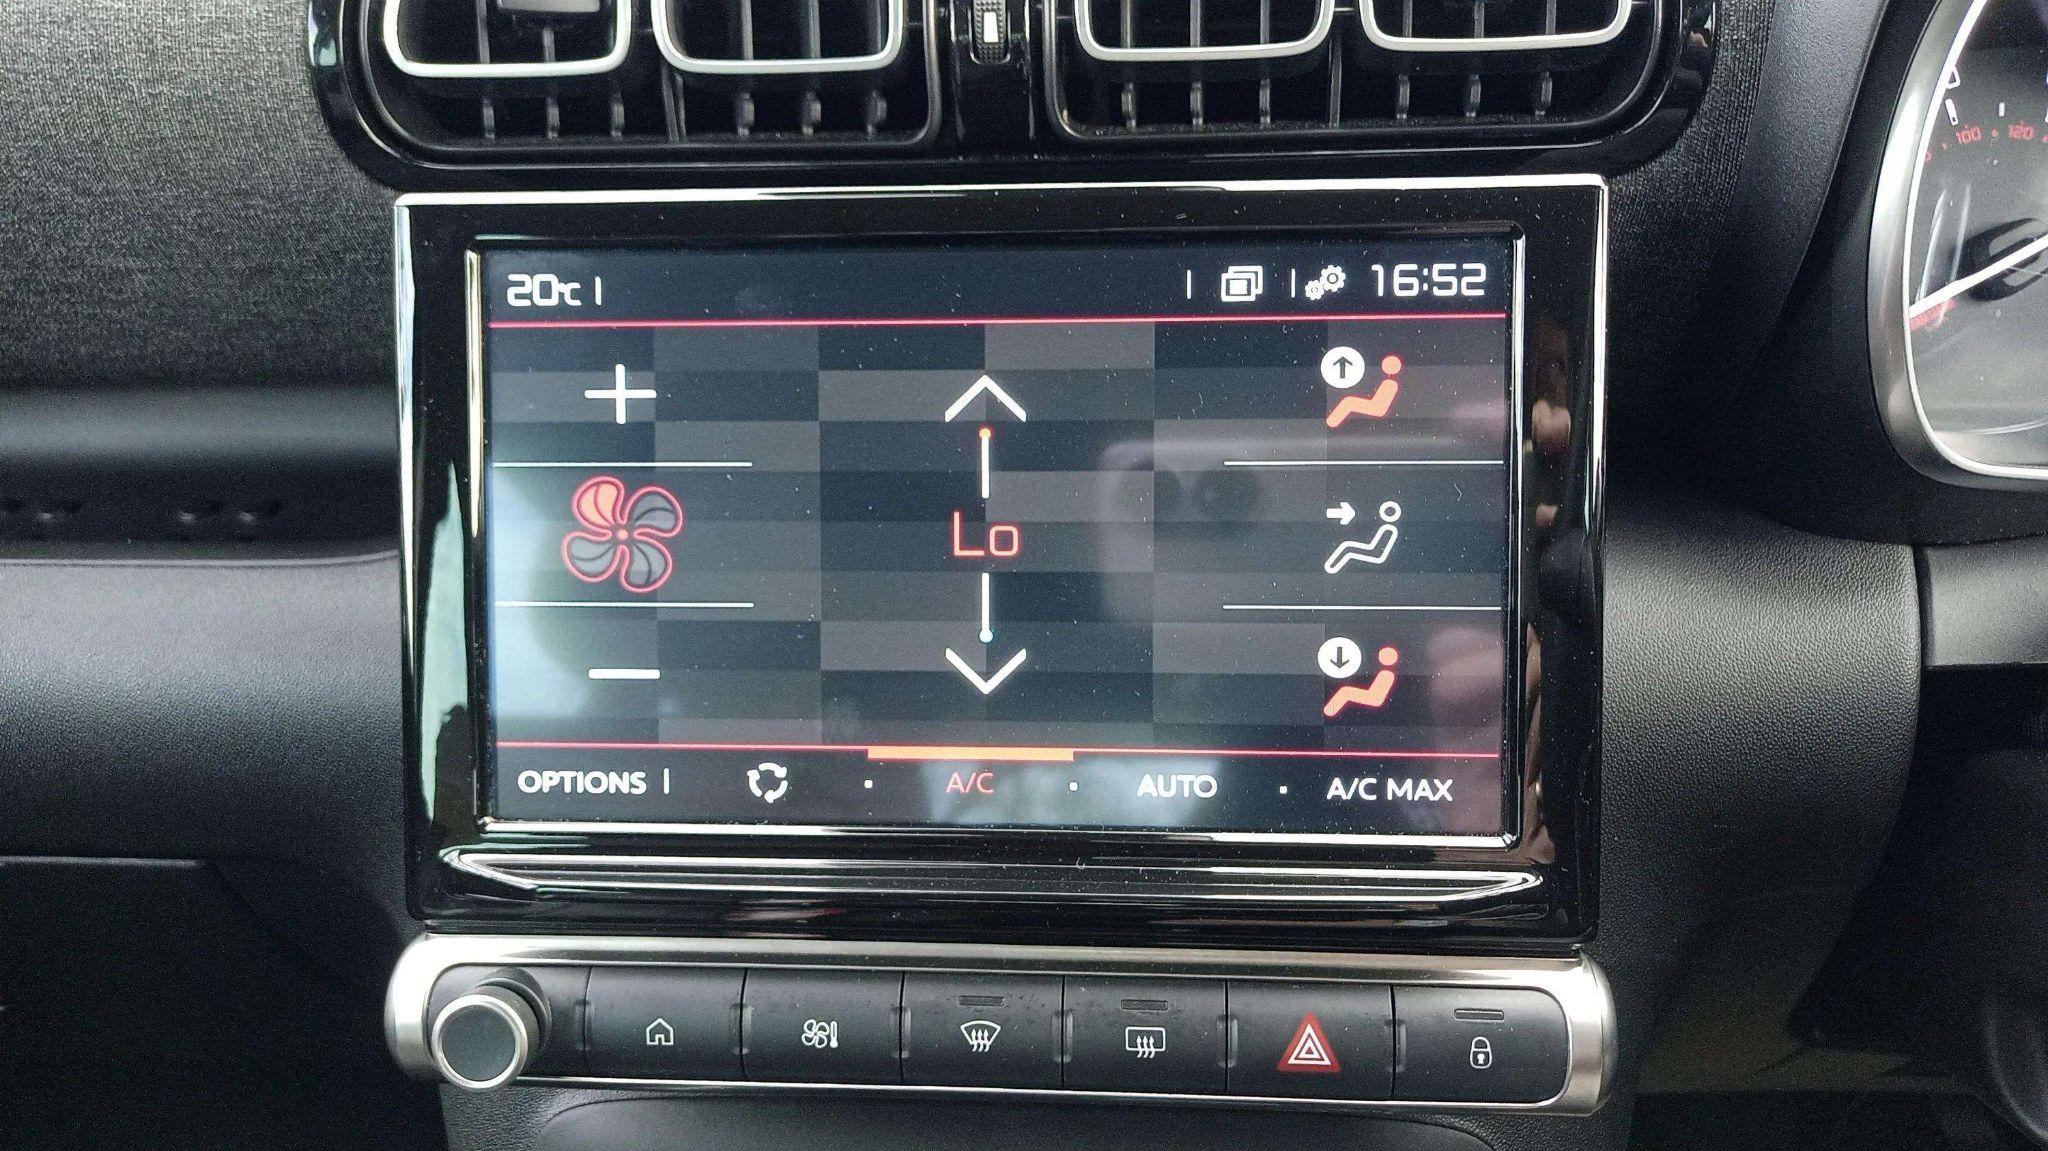 20°C
16:52
Lo
OPTIONS
A/C
AUTO
A/C MAX
100
120